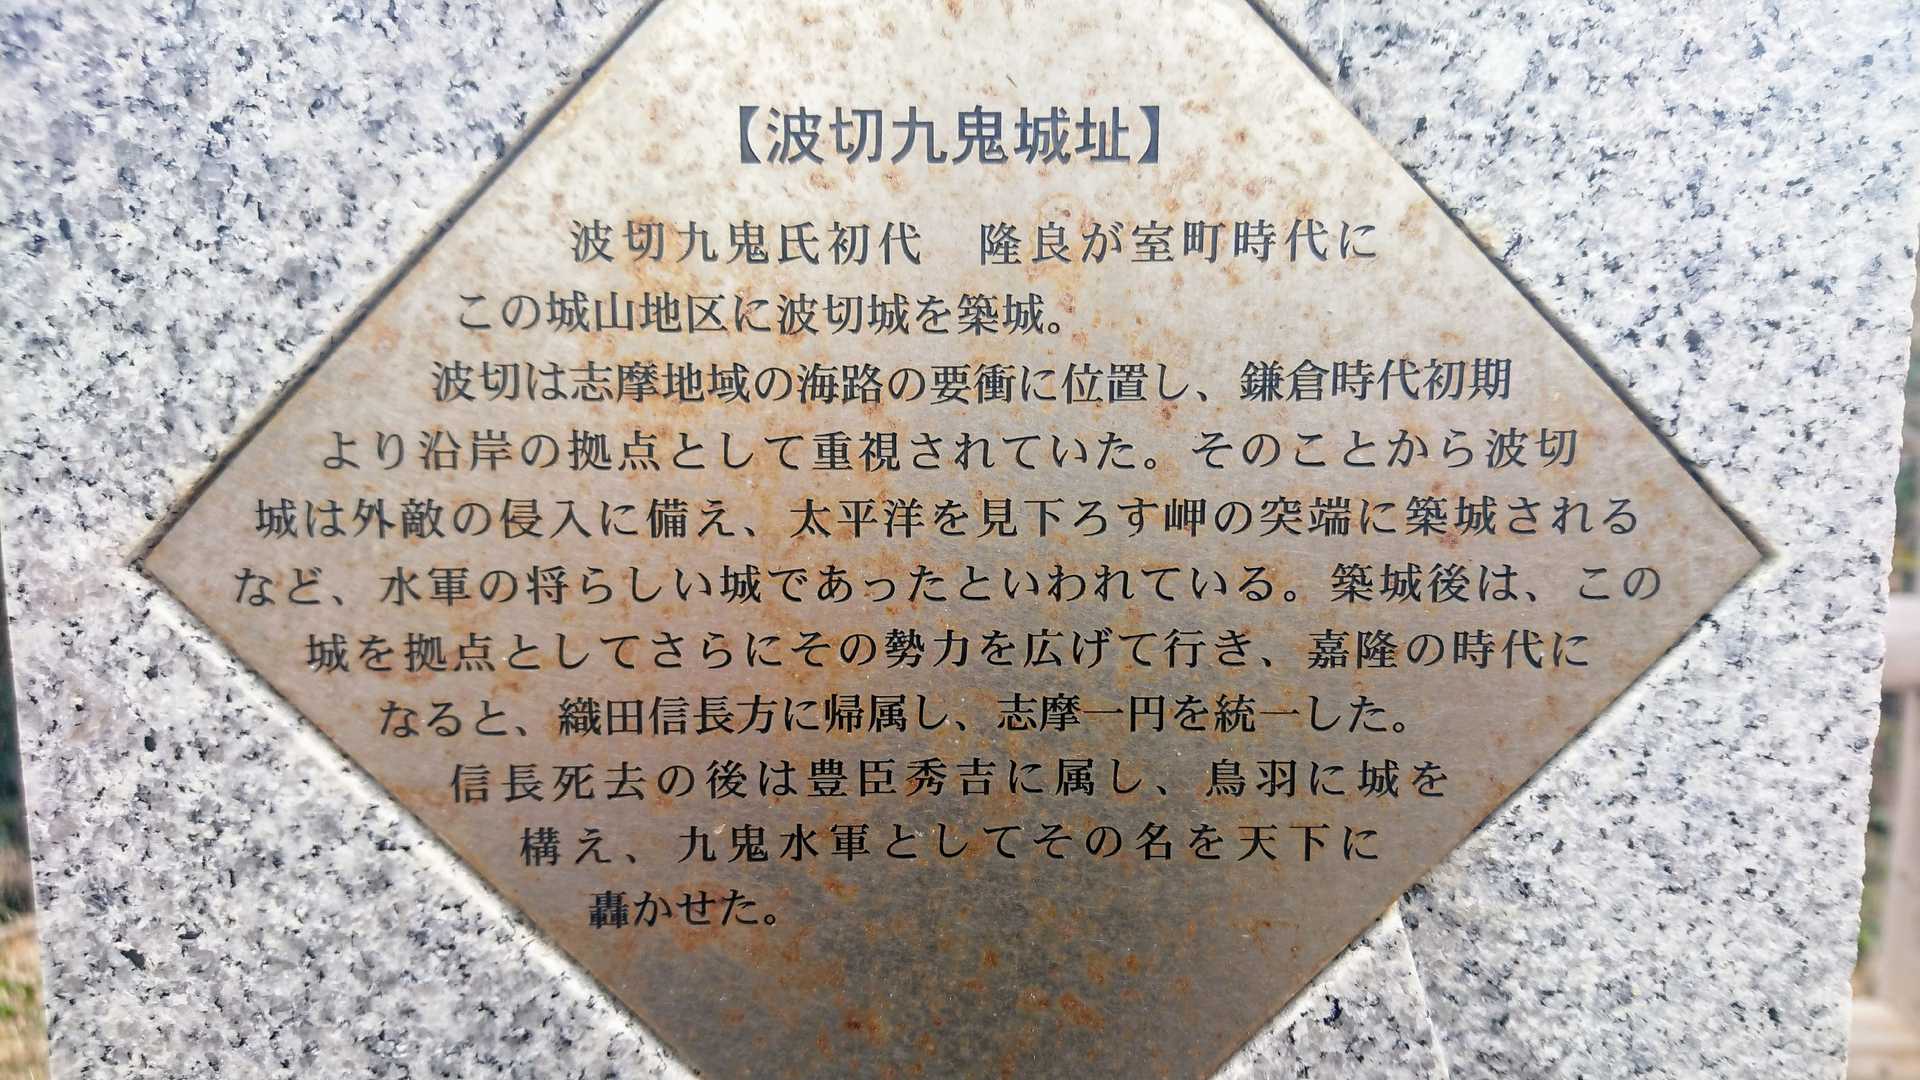 【波切九鬼城址】
波切九鬼氏初代　隆良が室町時代に
この城山地区に波切城を築城。
波切は志摩地域の海路の要衝に位置し、鎌倉時代初期
より沿岸の拠点として重視されていた。そのことから波切
城は外敵の侵入に備え、太平洋を見下ろす岬の突端に築城される
など、水軍の将らしい城であったといわれている。築城後は、この
城を拠点としてさらにその勢力を広げて行き、嘉隆の時代に
なると、織田信長方に帰属し、志摩一円を統一した。
信長死去の後は豊臣秀吉に属し、鳥羽に城を
構え、九鬼水軍としてその名を天下に
轟かせた。